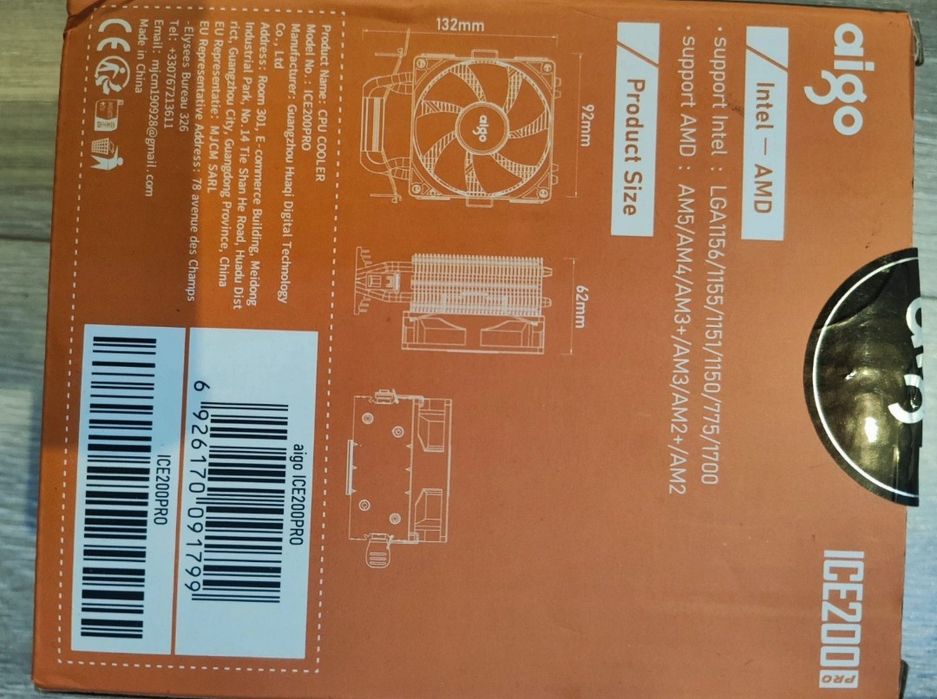 aigo
ICE200 PRO
Intel — AMD
· support Intel : LGA1156/1155/1151/1150/775/1700
· support AMD : AM5/AM4/AM3+/AM3/AM2+/AM2
Product Size
132mm
92mm
aigo
62mm
Product Name: CPU COOLER
Model No.: ICE200PRO
Manufacturer: Guangzhou Huaqi Digital Technology
Co., Ltd
Address: Room 301, E-commerce Building, Meidong
Industrial Park, No.14 Tie Shan He Road, Huadu Dist
rict, Guangzhou City, Guangdong Province, China
EU Representatie: MJCM SARL
EU Representative Address: 78 avenue des Champs
-Elysees Bureau 326
Tel: +330767213611
Email: mjcm190928@gmail.com
Made in China
CE
aigo ICE200PRO
6 926170 091799
ICE200PRO